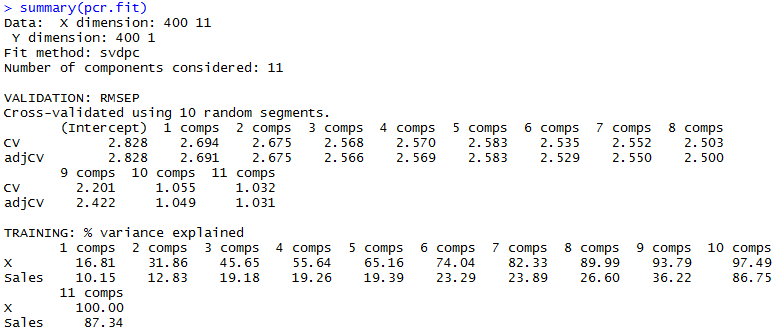 > summary(pcr.fit)
Data:  X dimension: 400 11
 Y dimension: 400 1
Fit method: svdpc
Number of components considered: 11

VALIDATION: RMSEP
Cross-validated using 10 random segments.
       (Intercept)  1 comps  2 comps  3 comps  4 comps  5 comps  6 comps  7 comps  8 comps
CV           2.828    2.694    2.675    2.568    2.570    2.583    2.535    2.552    2.503
adjCV        2.828    2.691    2.675    2.566    2.569    2.583    2.529    2.550    2.500
       9 comps  10 comps  11 comps
CV       2.201     1.055     1.032
adjCV    2.422     1.049     1.031

TRAINING: % variance explained
       1 comps  2 comps  3 comps  4 comps  5 comps  6 comps  7 comps  8 comps  9 comps  10 comps
X        16.81    31.86    45.65    55.64    65.16    74.04    82.33    89.99    93.79     97.49
Sales    10.15    12.83    19.18    19.26    19.39    23.29    23.89    26.60    36.22     86.75
       11 comps
X        100.00
Sales     87.34